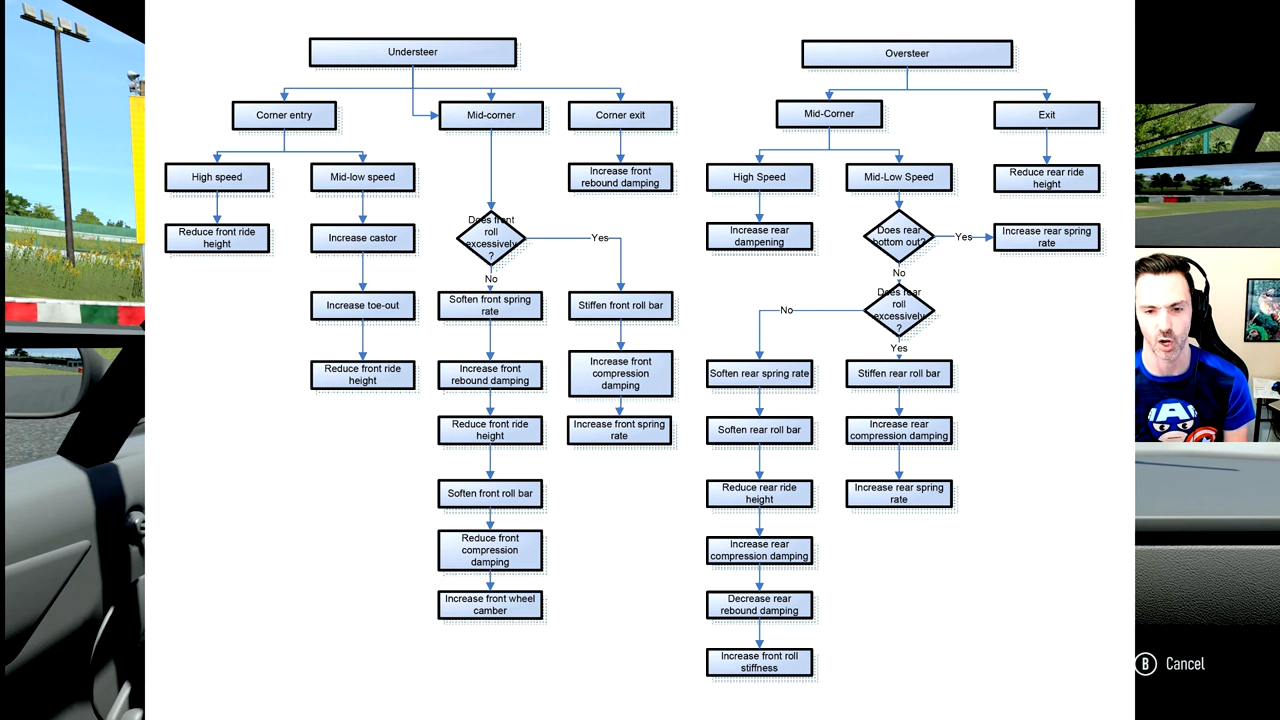 Understeer
Corner entry
Mid-corner
Corner exit
High speed
Mid-low speed
Increase front
rebound damping
Reduce front ride
height
Increase castor
Does front
roll
excessively
?
Yes
No
Increase toe-out
Soften front spring
rate
Stiffen front roll bar
Reduce front ride
height
Increase front
rebound damping
Increase front
compression
damping
Reduce front ride
height
Increase front spring
rate
Soften front roll bar
Reduce front
compression
damping
Increase front wheel
camber
Oversteer
Mid-Corner
Exit
High Speed
Mid-Low Speed
Reduce rear ride
height
Increase rear
dampening
Does rear
bottom out?
Yes
Increase rear spring
rate
No
Does rear
roll
excessively
?
No
Yes
Soften rear spring rate
Stiffen rear roll bar
Soften rear roll bar
Increase rear
compression damping
Reduce rear ride
height
Increase rear spring
rate
Increase rear
compression damping
Decrease rear
rebound damping
Increase front roll
stiffness
B Cancel